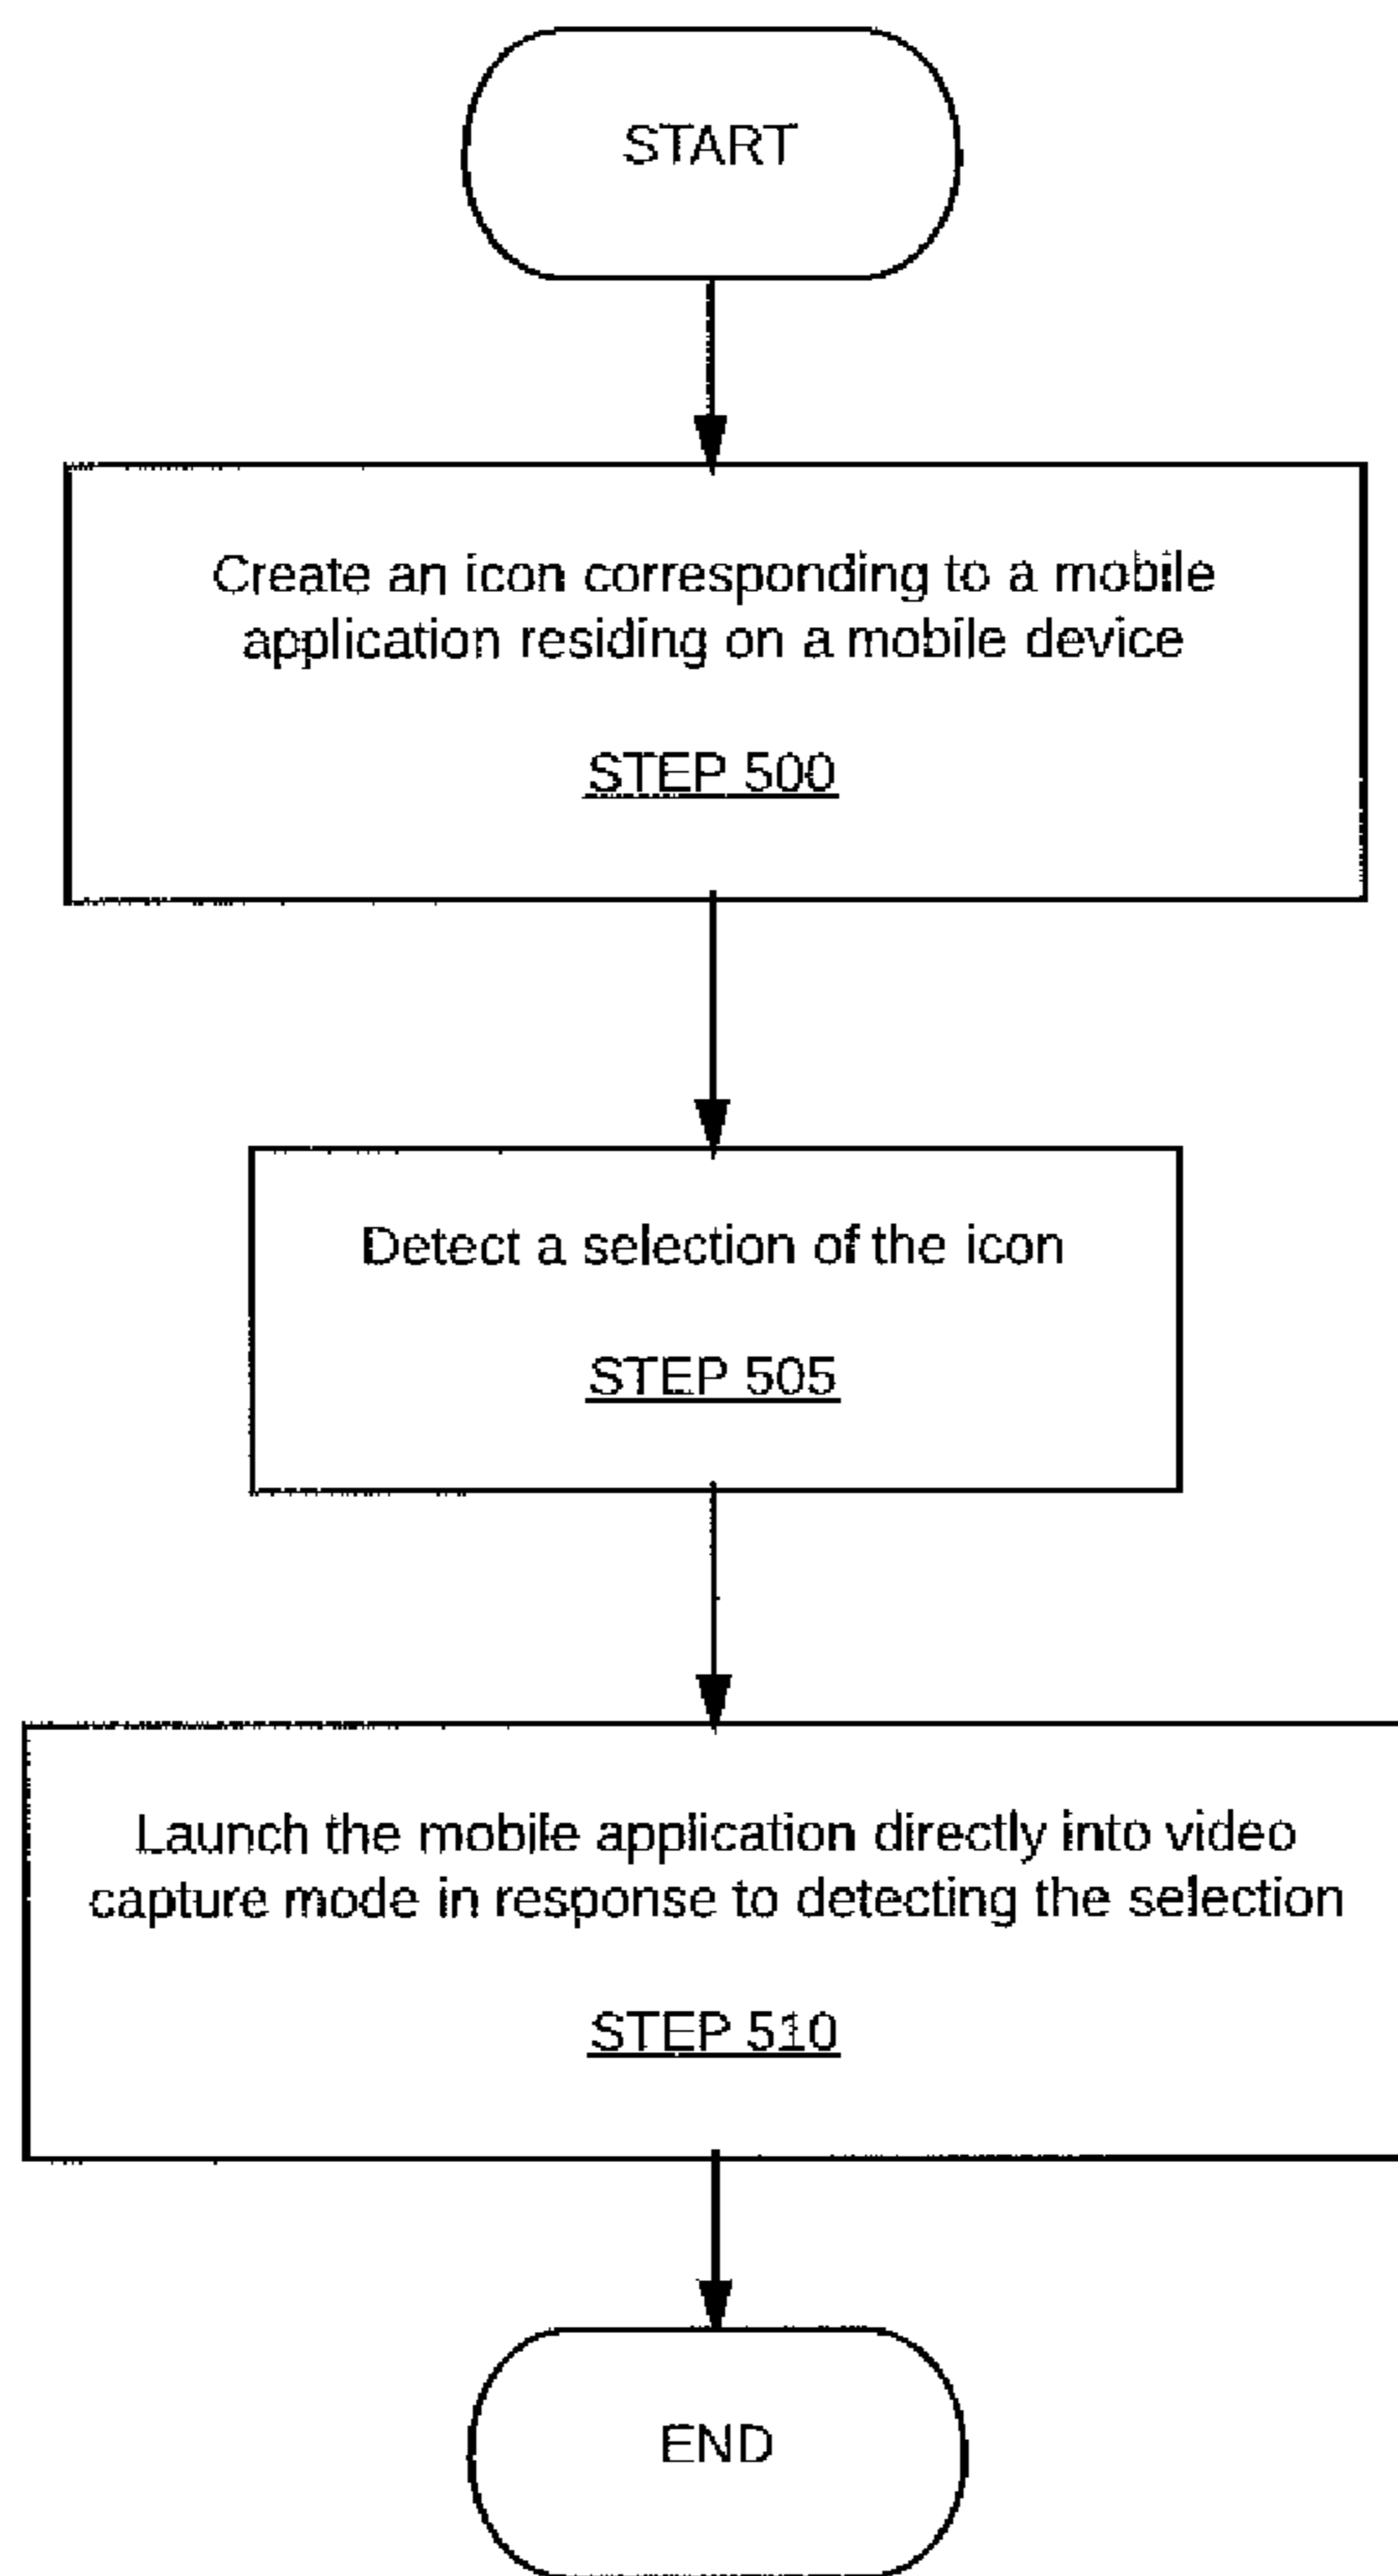 START
Create an icon corresponding to a mobile
application residing on a mobile device
STEP 500
Detect a selection of the icon
STEP 505
Launch the mobile application directly into video
capture mode in response to detecting the selection
STEP 510
END